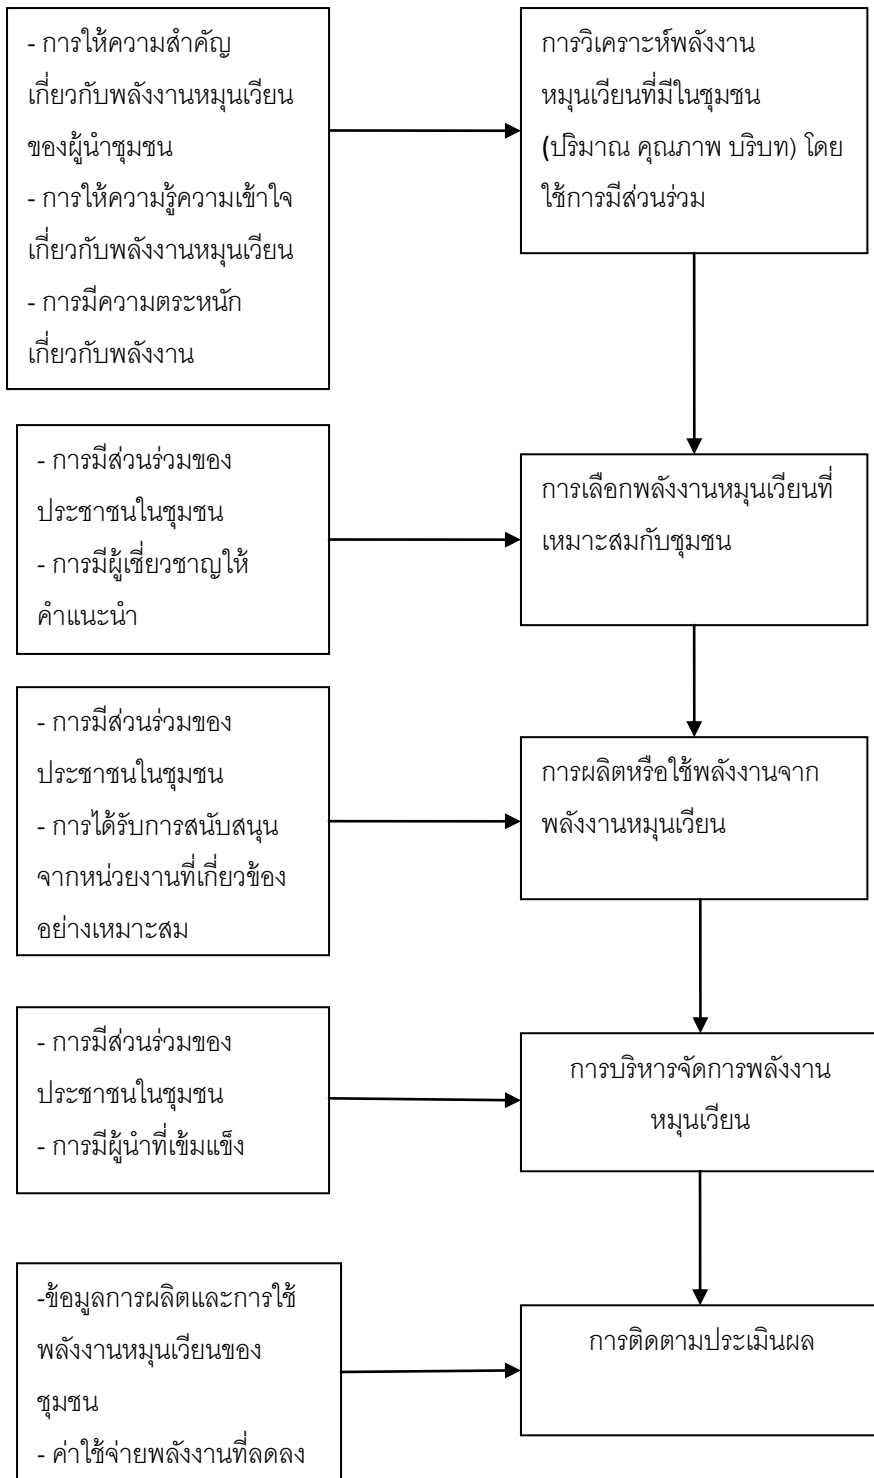 - การให้ความสำคัญ
เกี่ยวกับพลังงานหมุนเวียน
ของผู้นำชุมชน
- การให้ความรู้ความเข้าใจ
เกี่ยวกับพลังงานหมุนเวียน
- การมีความตระหนัก
เกี่ยวกับพลังงาน
การวิเคราะห์พลังงาน
หมุนเวียนที่มีในชุมชน
(ปริมาณ คุณภาพ บริบท) โดย
ใช้การมีส่วนร่วม
- การมีส่วนร่วมของ
ประชาชนในชุมชน
- การมีผู้เชี่ยวชาญให้
คำแนะนำ
การเลือกพลังงานหมุนเวียนที่
เหมาะสมกับชุมชน
- การมีส่วนร่วมของ
ประชาชนในชุมชน
- การได้รับการสนับสนุน
จากหน่วยงานที่เกี่ยวข้อง
อย่างเหมาะสม
การผลิตหรือใช้พลังงานจาก
พลังงานหมุนเวียน
- การมีส่วนร่วมของ
ประชาชนในชุมชน
- การมีผู้นำที่เข้มแข็ง
การบริหารจัดการพลังงาน
หมุนเวียน
-ข้อมูลการผลิตและการใช้
พลังงานหมุนเวียนของ
ชุมชน
- ค่าใช้จ่ายพลังงานที่ลดลง
การติดตามประเมินผล